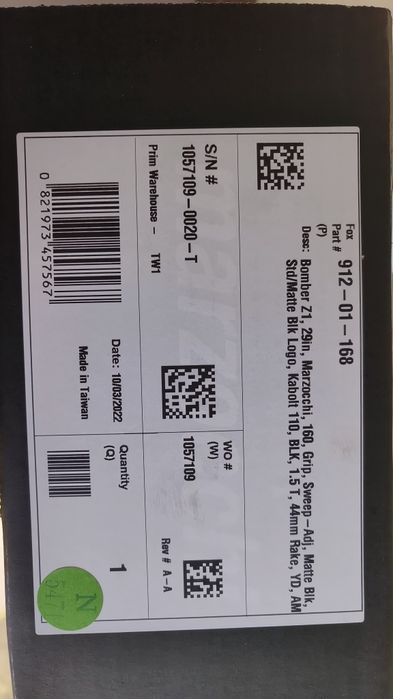 Fox
Part # 912-01-168
(P)
Desc: Bomber Z1, 29in, Marzocchi, 160, Grip, Sweep-Adj, Matte Blk,
Std/Matte Blk Logo, Kabolt 110, BLK, 1.5 T, 44mm Rake, YD, AM
S/N #
1057109-0020-T
Prim Warehouse - TW1
WO #
(W)
1057109
Rev # A-A
0 821973 457567
Date: 10/03/2022
Made in Taiwan
Quantity
(Q)
1
N
547